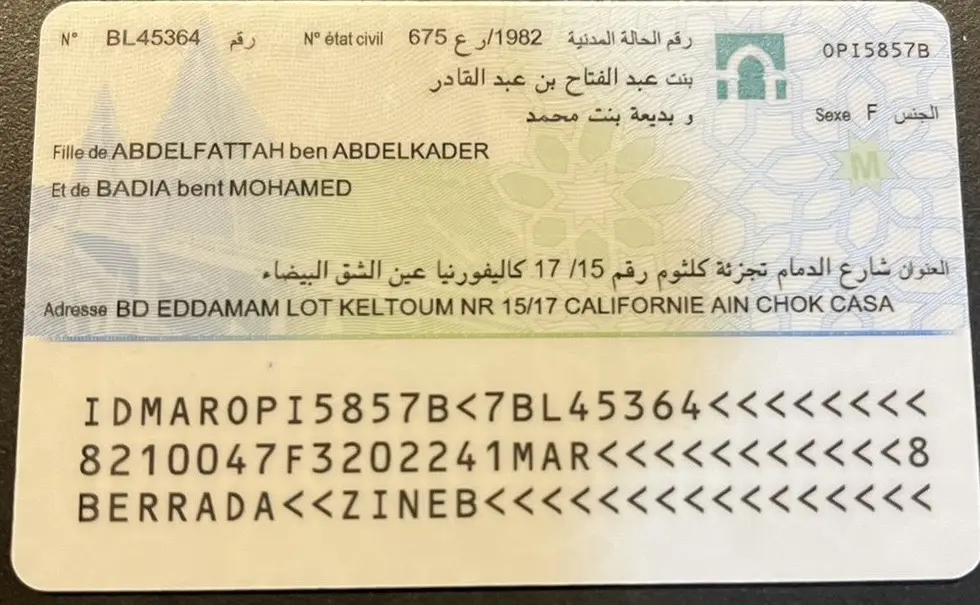 N° BL45364 رقم N° état civil 675 رقم الحالة المدنية 1982/ر ع
OPI5857B
بنت عبد الفتاح بن عبد القادر
و بديعة بنت محمد
Sexe F الجنس
Fille de ABDELFATTAH ben ABDELKADER
M
Et de BADIA bent MOHAMED
العنوان شارع الدمام تجزئة كلثوم رقم 15/ 17 كاليفورنيا عين الشق البيضاء
Adresse BD EDDAMAM LOT KELTOUM NR 15/17 CALIFORNIE AIN CHOK CASA
IDMAROPI5857B<7BL45364<<<<<<<<
8210047F3202241MAR<<<<<<<<<<<8
BERRADA<<ZINEB<<<<<<<<<<<<<<<<